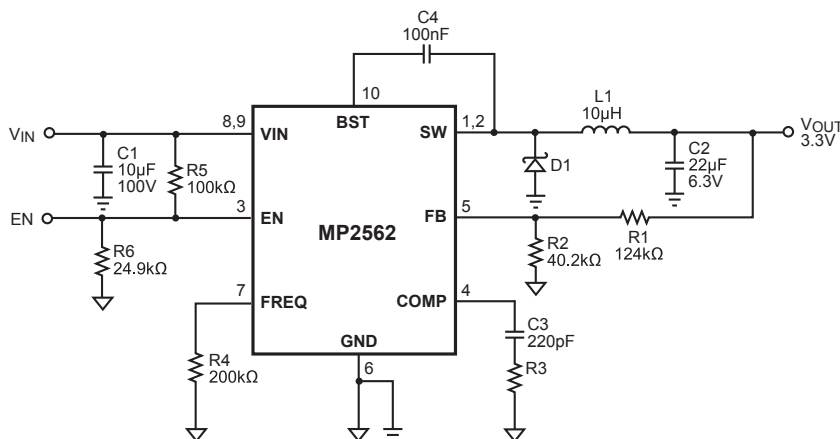 C4
100nF
10
L1
10µH
8,9
1,2
VIN
VIN
BST
SW
VOUT
3.3V
C1
10µF
100V
R5
100kΩ
D1
C2
22µF
6.3V
EN
3
EN
5
FB
MP2562
R6
24.9kΩ
R2
40.2kΩ
R1
124kΩ
7
FREQ
COMP
4
C3
220pF
GND
6
R4
200kΩ
R3